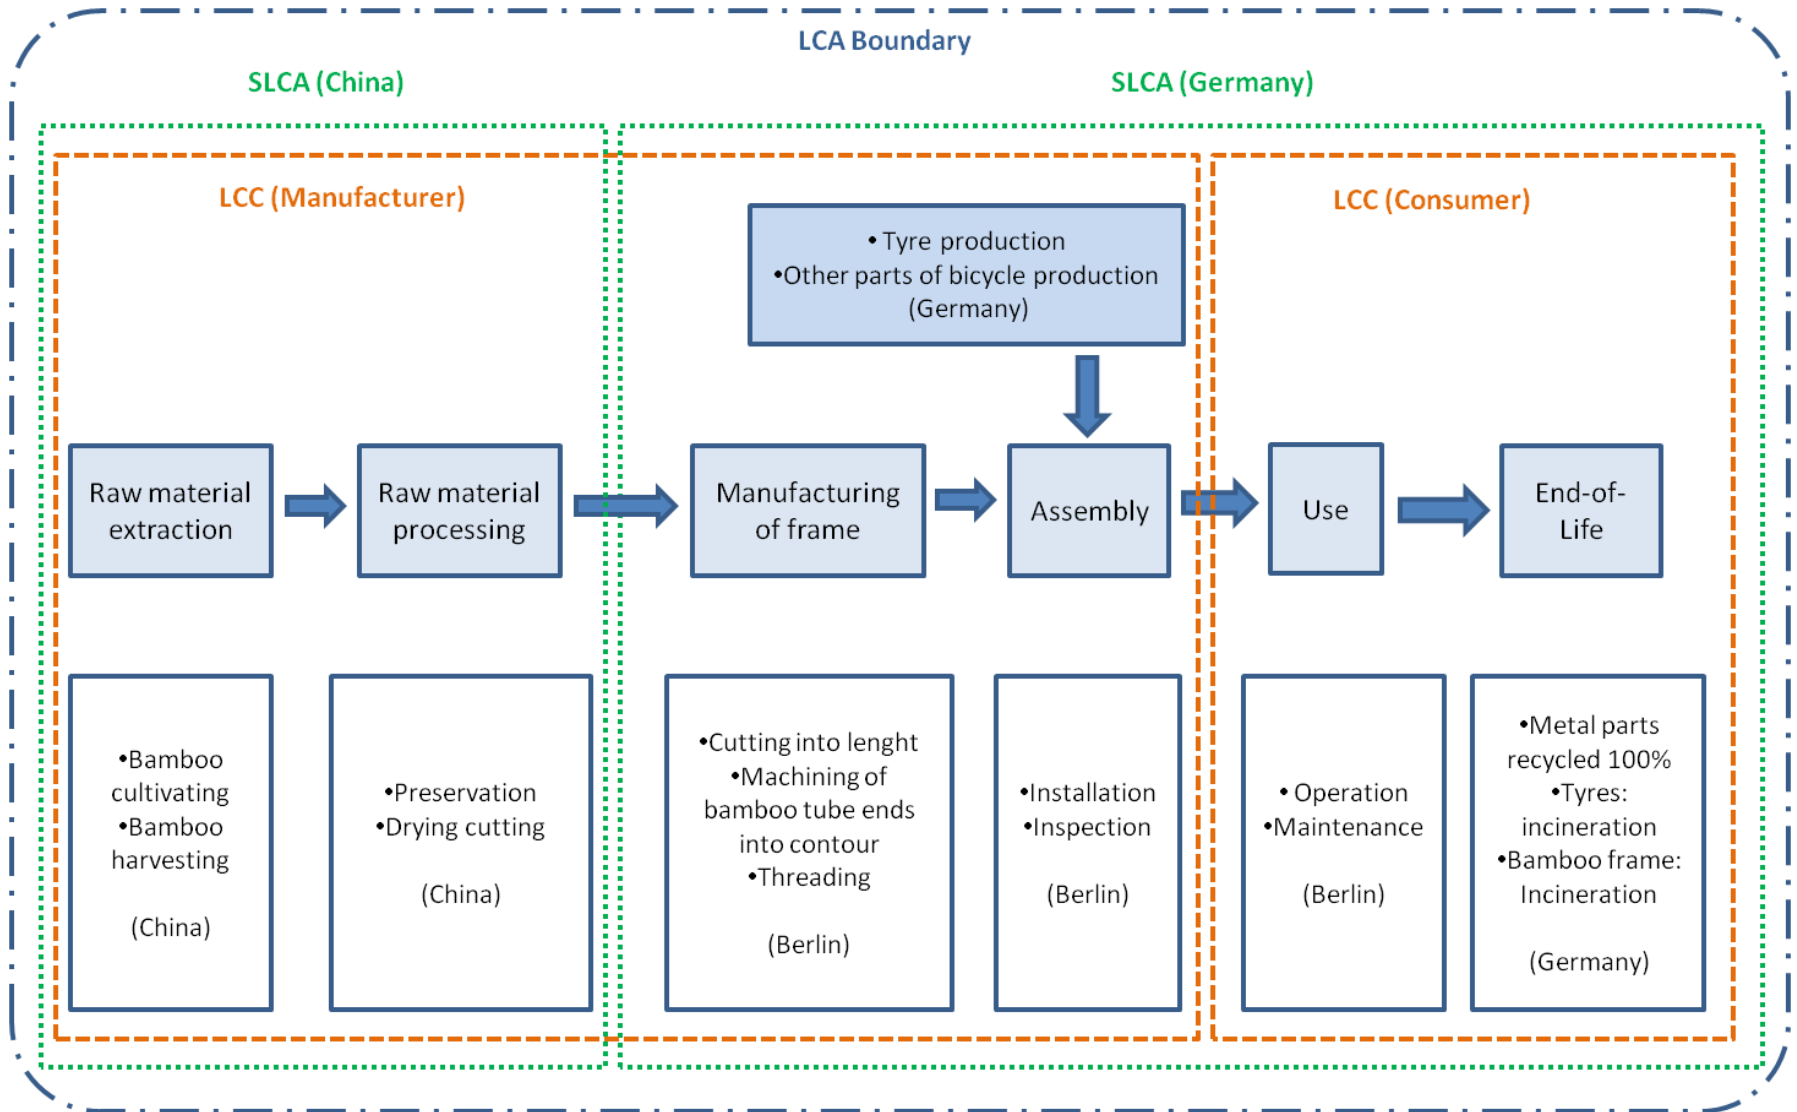 LCA Boundary
SLCA (China)
SLCA (Germany)
LCC (Manufacturer)
LCC (Consumer)
• Tyre production
•Other parts of bicycle production
(Germany)
Raw material
extraction
Raw material
processing
Manufacturing
of frame
Assembly
Use
End-of-
Life
•Bamboo
cultivating
•Bamboo
harvesting
(China)
•Preservation
•Drying cutting
(China)
•Cutting into lenght
•Machining of
bamboo tube ends
into contour
•Threading
(Berlin)
•Installation
•Inspection
(Berlin)
• Operation
•Maintenance
(Berlin)
•Metal parts
recycled 100%
•Tyres:
incineration
•Bamboo frame:
Incineration
(Germany)